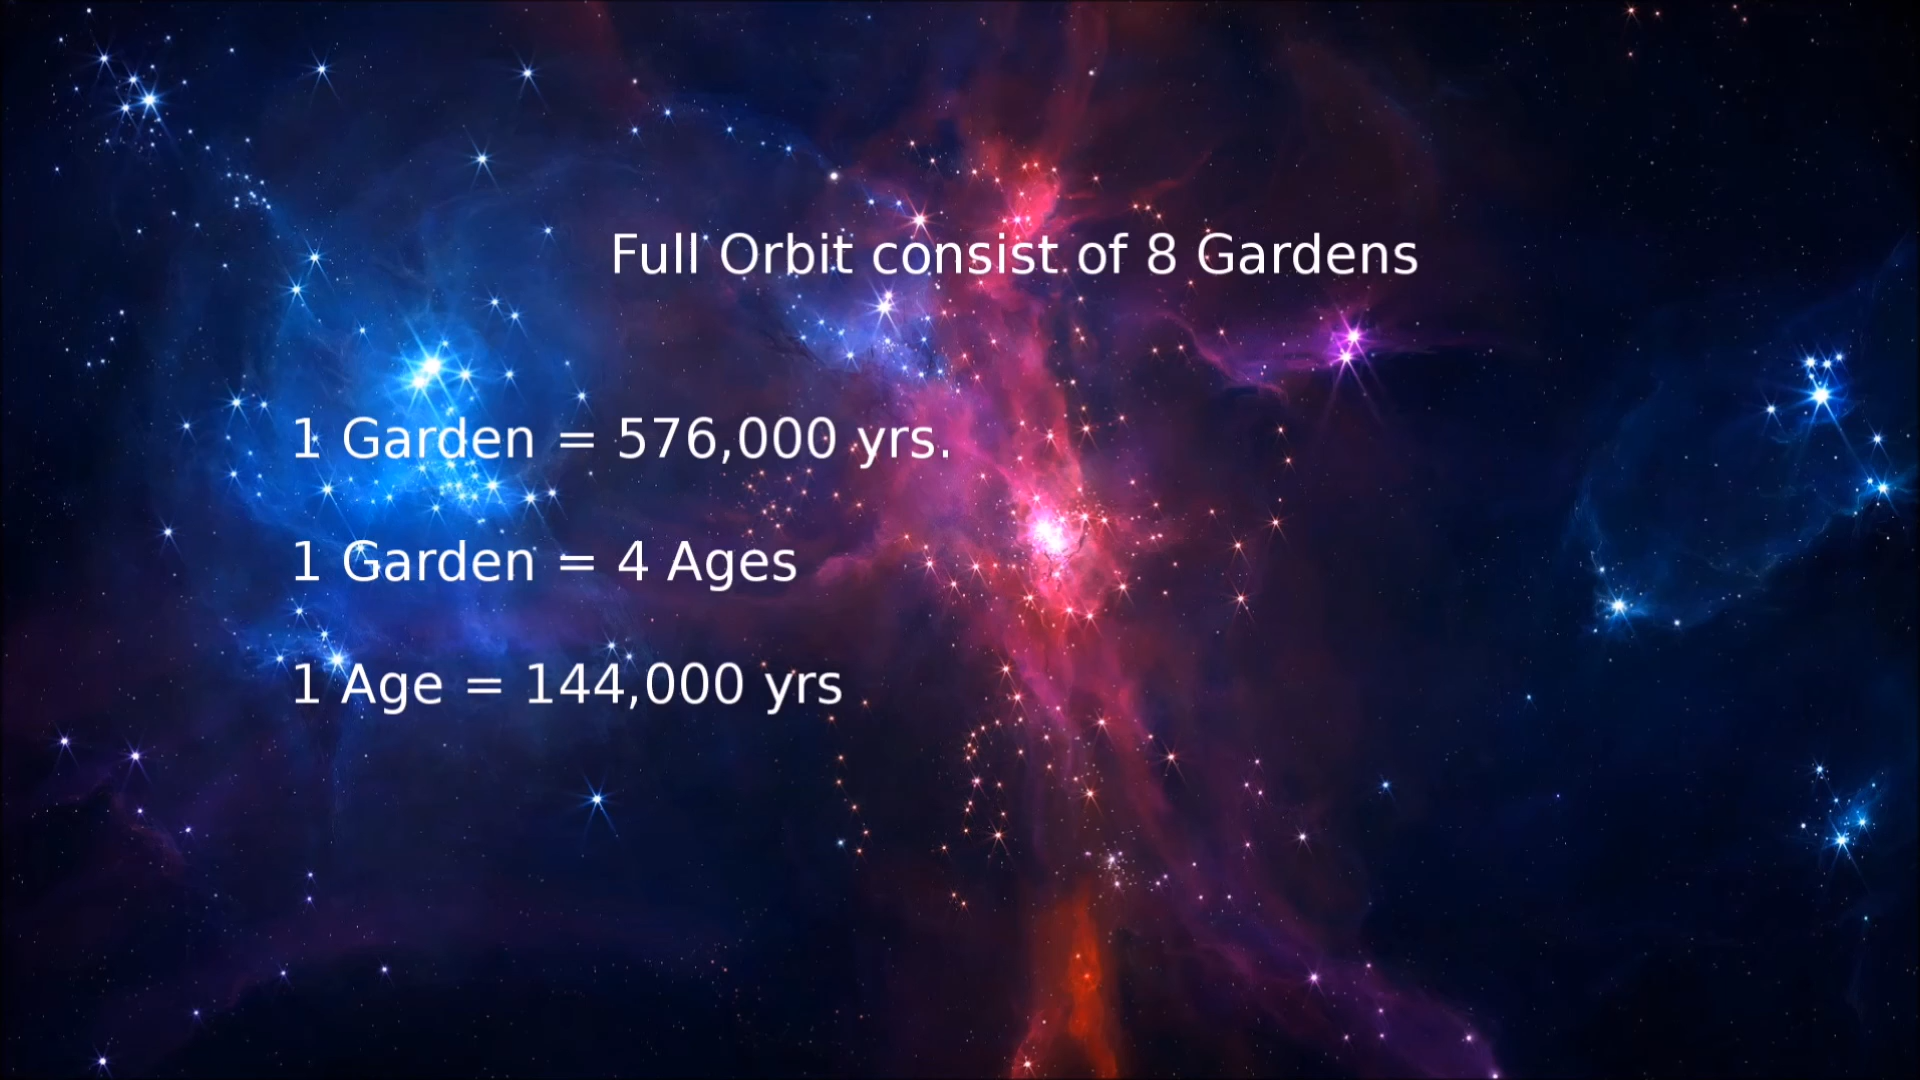 Full Orbit consist of 8 Gardens
1 Garden = 576,000 yrs.
1 Garden = 4 Ages
1 Age = 144,000 yrs